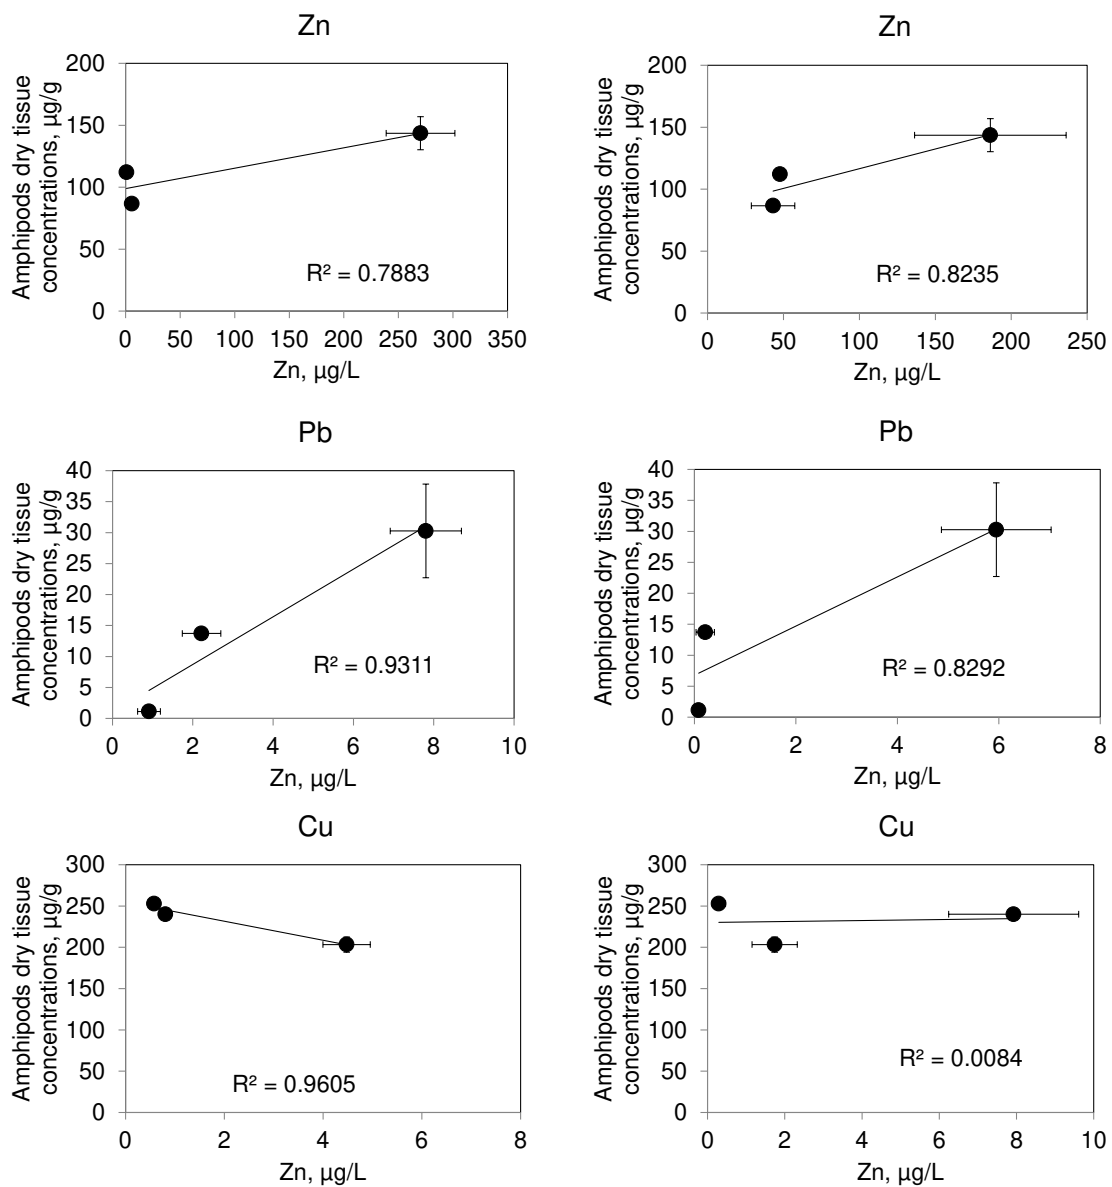 Zn
Amphipods dry tissue
concentrations, µg/g
200
150
100
50
0
R² = 0.7883
0 50 100 150 200 250 300 350
Zn, µg/L
Zn
Amphipods dry tissue
concentrations, µg/g
200
150
100
50
0
R² = 0.8235
0 50 100 150 200 250
Zn, µg/L
Pb
Amphipods dry tissue
concentrations, µg/g
40
35
30
25
20
15
10
5
0
R² = 0.9311
0 2 4 6 8 10
Zn, µg/L
Pb
Amphipods dry tissue
concentrations, µg/g
40
35
30
25
20
15
10
5
0
R² = 0.8292
0 2 4 6 8
Zn, µg/L
Cu
Amphipods dry tissue
concentrations, µg/g
300
250
200
150
100
50
0
R² = 0.9605
0 2 4 6 8
Zn, µg/L
Cu
Amphipods dry tissue
concentrations, µg/g
300
250
200
150
100
50
0
R² = 0.0084
0 2 4 6 8 10
Zn, µg/L